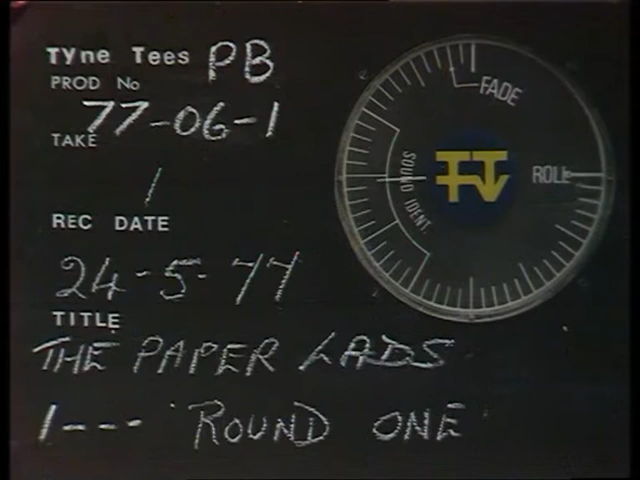 Tyne Tees PB
PROD No
77-06-1
TAKE
1
REC DATE
24-5-77
TITLE
THE PAPER LADS
1--- 'ROUND ONE'
FADE
ROLL
SOUND IDENT.
TTTV